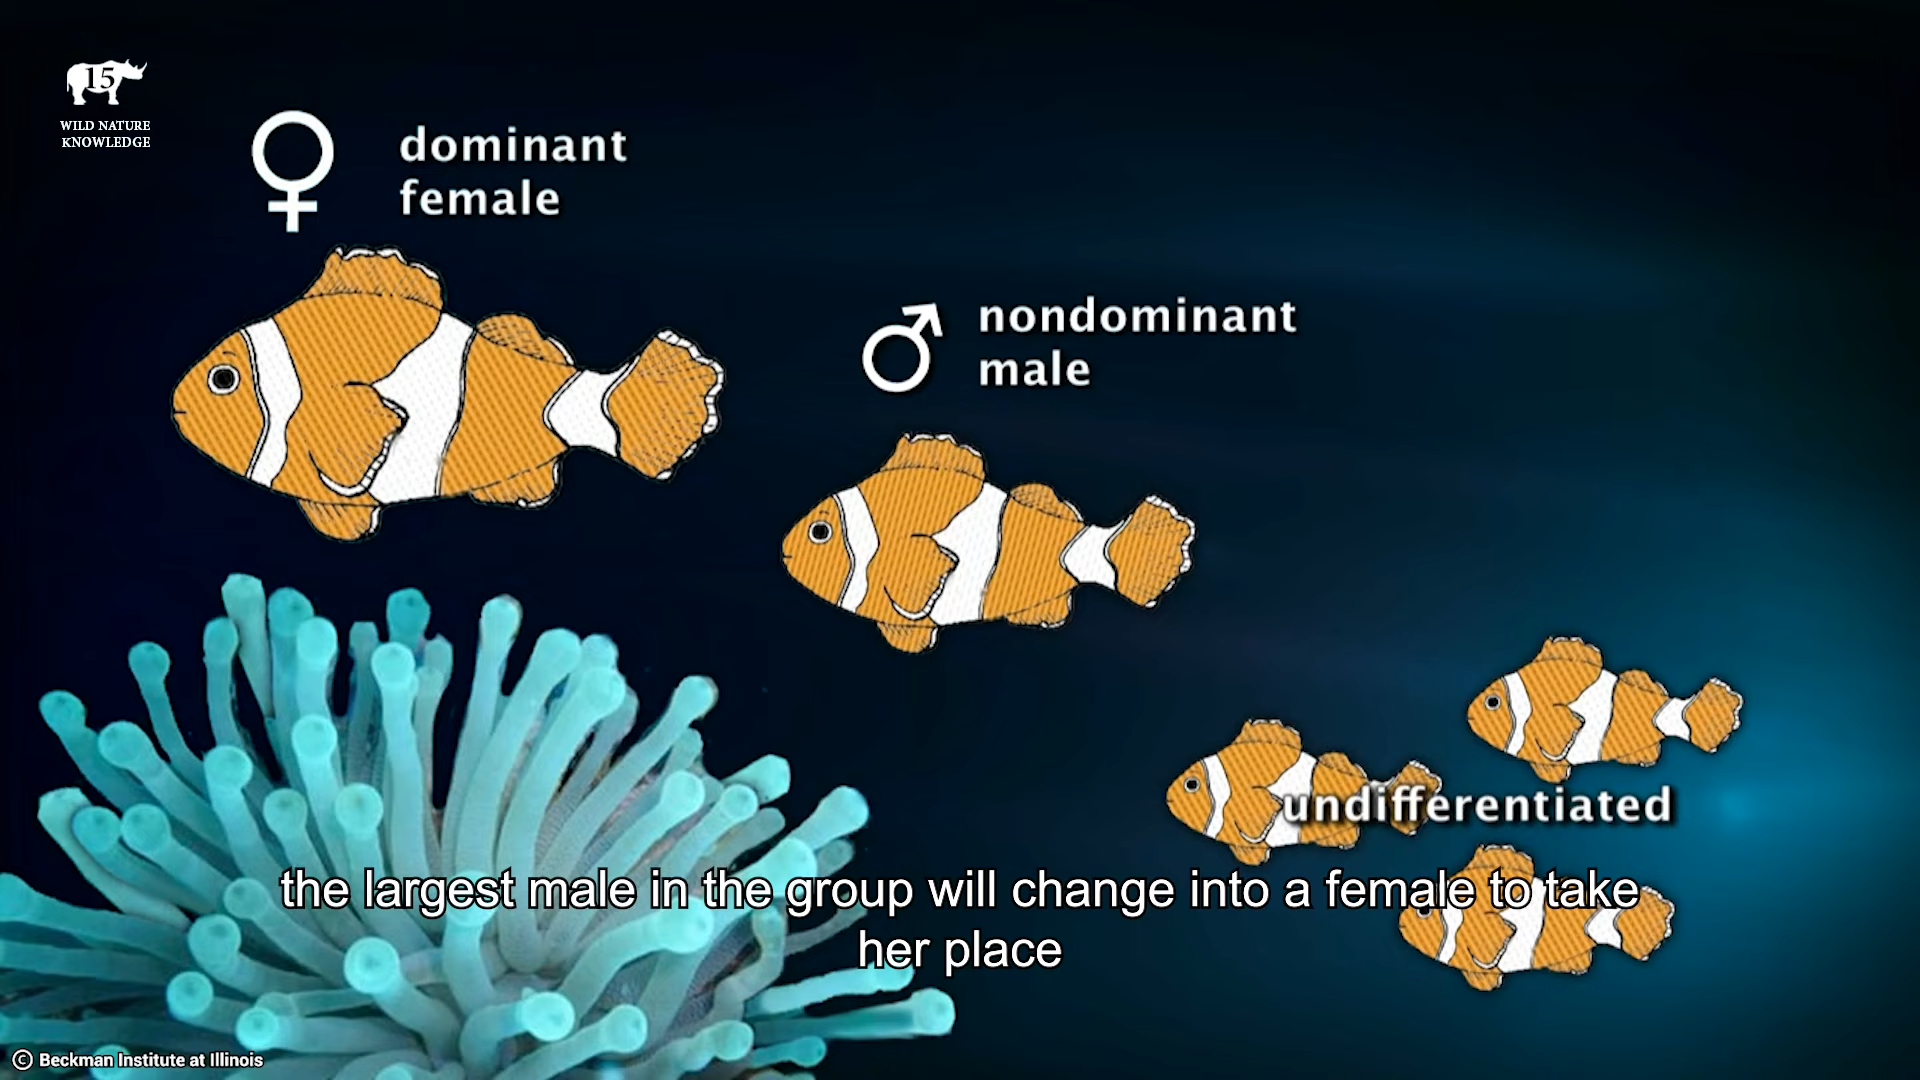 15
WILD NATURE
KNOWLEDGE
dominant
female
nondominant
male
undifferentiated
the largest male in the group will change into a female to take
her place
© Beckman Institute at Illinois